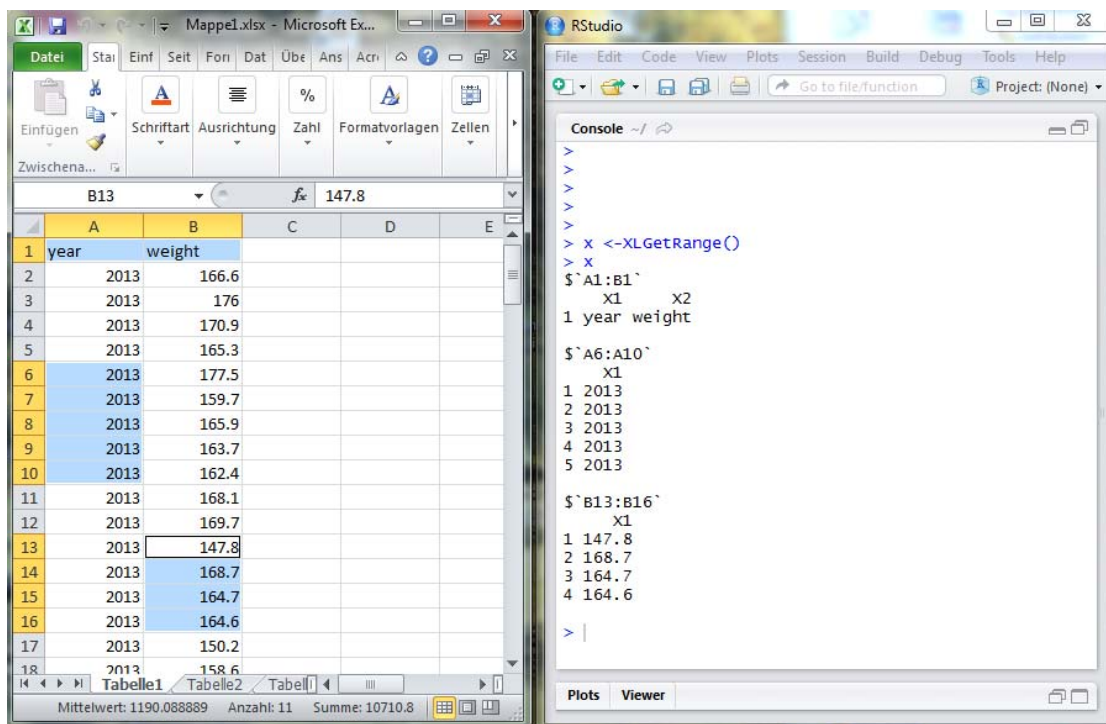 Mappe1.xlsx - Microsoft Ex...
Datei Star Einf Seit Forı Dat Übe Ans Acrı
Einfügen
Schriftart Ausrichtung Zahl Formatvorlagen Zellen
Zwischena...
B13 fx 147.8
A B C D E
1 year weight
2 2013 166.6
3 2013 176
4 2013 170.9
5 2013 165.3
6 2013 177.5
7 2013 159.7
8 2013 165.9
9 2013 163.7
10 2013 162.4
11 2013 168.1
12 2013 169.7
13 2013 147.8
14 2013 168.7
15 2013 164.7
16 2013 164.6
17 2013 150.2
18 2013 158.6
Tabelle1 Tabelle2 Tabell
Mittelwert: 1190.088889 Anzahl: 11 Summe: 10710.8
RStudio
File Edit Code View Plots Session Build Debug Tools Help
Go to file/function Project: (None)
Console ~/
>
>
>
>
>
> x <-XLGetRange()
> x
$`A1:B1`
X1 X2
1 year weight
$`A6:A10`
X1
1 2013
2 2013
3 2013
4 2013
5 2013
$`B13:B16`
X1
1 147.8
2 168.7
3 164.7
4 164.6
>
Plots Viewer